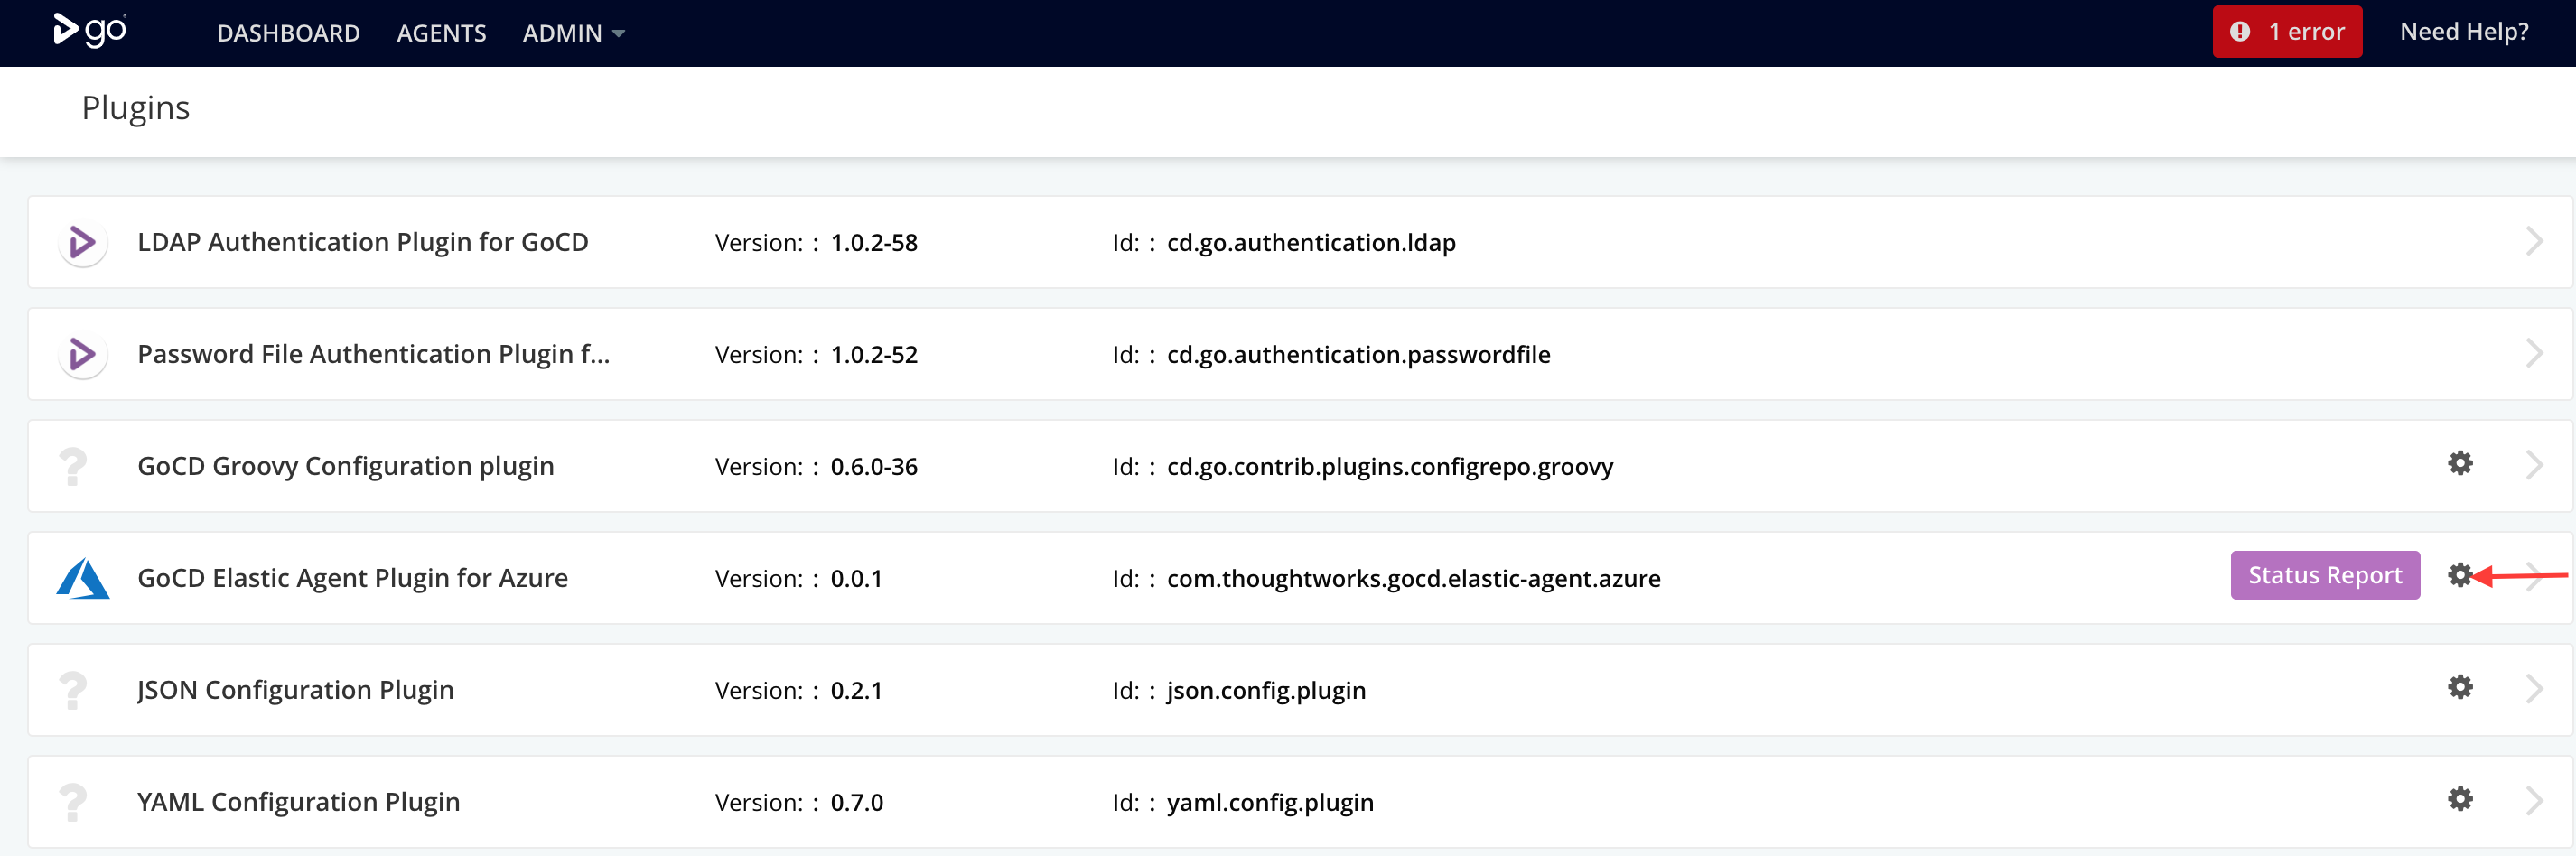 go DASHBOARD AGENTS ADMIN 1 error Need Help?
Plugins
LDAP Authentication Plugin for GoCD Version: : 1.0.2-58 Id: : cd.go.authentication.ldap
Password File Authentication Plugin f... Version: : 1.0.2-52 Id: : cd.go.authentication.passwordfile
GoCD Groovy Configuration plugin Version: : 0.6.0-36 Id: : cd.go.contrib.plugins.configrepo.groovy
GoCD Elastic Agent Plugin for Azure Version: : 0.0.1 Id: : com.thoughtworks.gocd.elastic-agent.azure Status Report
JSON Configuration Plugin Version: : 0.2.1 Id: : json.config.plugin
YAML Configuration Plugin Version: : 0.7.0 Id: : yaml.config.plugin